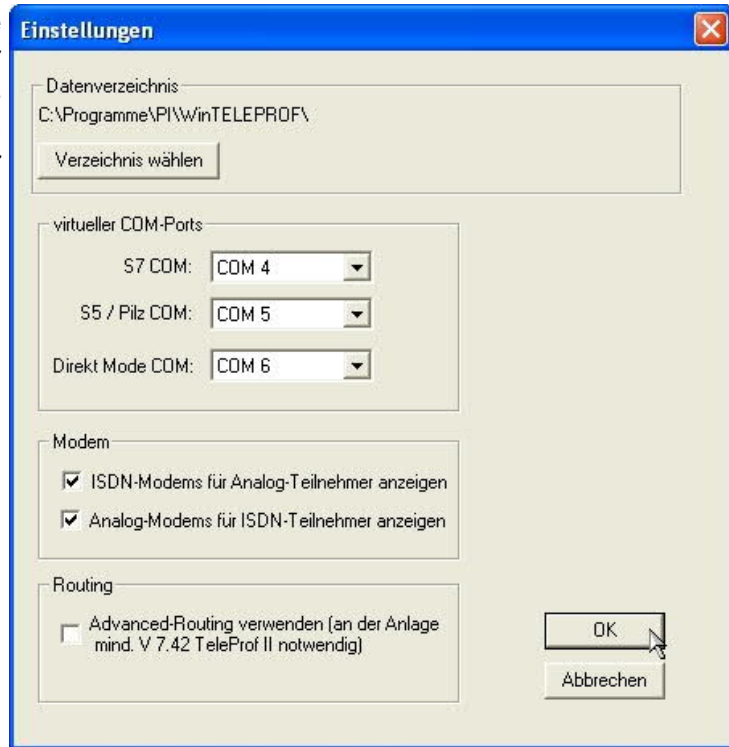 Einstellungen
Datenverzeichnis
C:\Programme\PI\WinTELEPROF\
Verzeichnis wählen
virtueller COM-Ports
S7 COM: COM 4
S5 / Pilz COM: COM 5
Direkt Mode COM: COM 6
Modem
ISDN-Modems für Analog-Teilnehmer anzeigen
Analog-Modems für ISDN-Teilnehmer anzeigen
Routing
Advanced-Routing verwenden (an der Anlage
mind. V 7.42 TeleProf II notwendig)
OK
Abbrechen